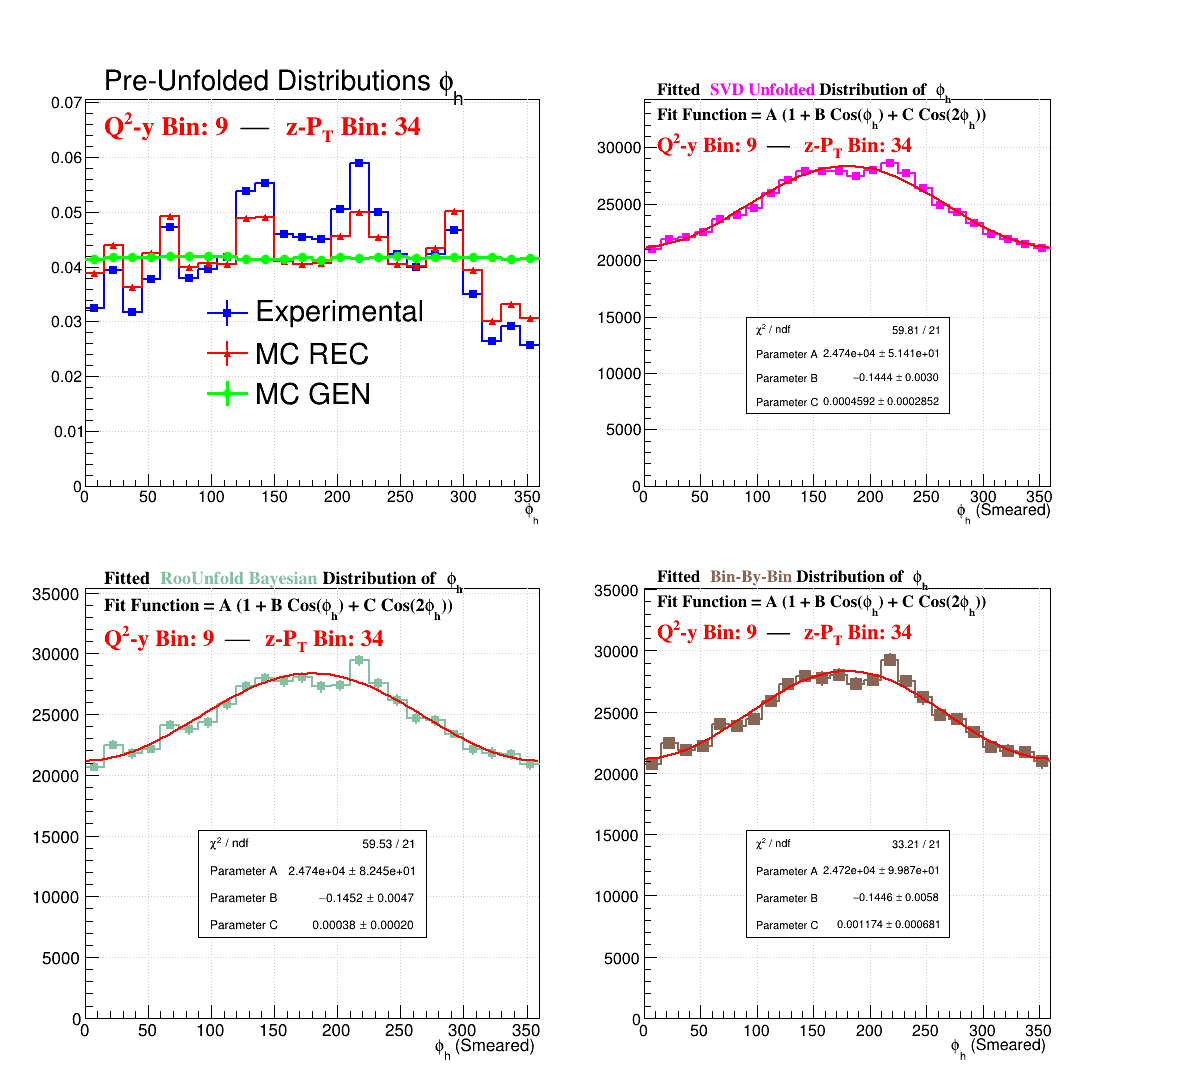 Pre-Unfolded Distributions ϕh
Q2-y Bin: 9 — z-PT Bin: 34
0.07
0.06
0.05
0.04
0.03
0.02
0.01
0
Experimental
MC REC
MC GEN
0 50 100 150 200 250 300 350
ϕh
Fitted SVD Unfolded Distribution of ϕh
Fit Function = A (1 + B Cos(ϕh) + C Cos(2ϕh))
Q2-y Bin: 9 — z-PT Bin: 34
30000
25000
20000
15000
10000
5000
0
χ2 / ndf 59.81 / 21
Parameter A 2.474e+04 ± 5.141e+01
Parameter B −0.1444 ± 0.0030
Parameter C 0.0004592 ± 0.0002852
0 50 100 150 200 250 300 350
ϕh (Smeared)
Fitted RooUnfold Bayesian Distribution of ϕh
Fit Function = A (1 + B Cos(ϕh) + C Cos(2ϕh))
Q2-y Bin: 9 — z-PT Bin: 34
35000
30000
25000
20000
15000
10000
5000
0
χ2 / ndf 59.53 / 21
Parameter A 2.474e+04 ± 8.245e+01
Parameter B −0.1452 ± 0.0047
Parameter C 0.00038 ± 0.00020
0 50 100 150 200 250 300 350
ϕh (Smeared)
Fitted Bin-By-Bin Distribution of ϕh
Fit Function = A (1 + B Cos(ϕh) + C Cos(2ϕh))
Q2-y Bin: 9 — z-PT Bin: 34
35000
30000
25000
20000
15000
10000
5000
0
χ2 / ndf 33.21 / 21
Parameter A 2.472e+04 ± 9.987e+01
Parameter B −0.1446 ± 0.0058
Parameter C 0.001174 ± 0.000681
0 50 100 150 200 250 300 350
ϕh (Smeared)